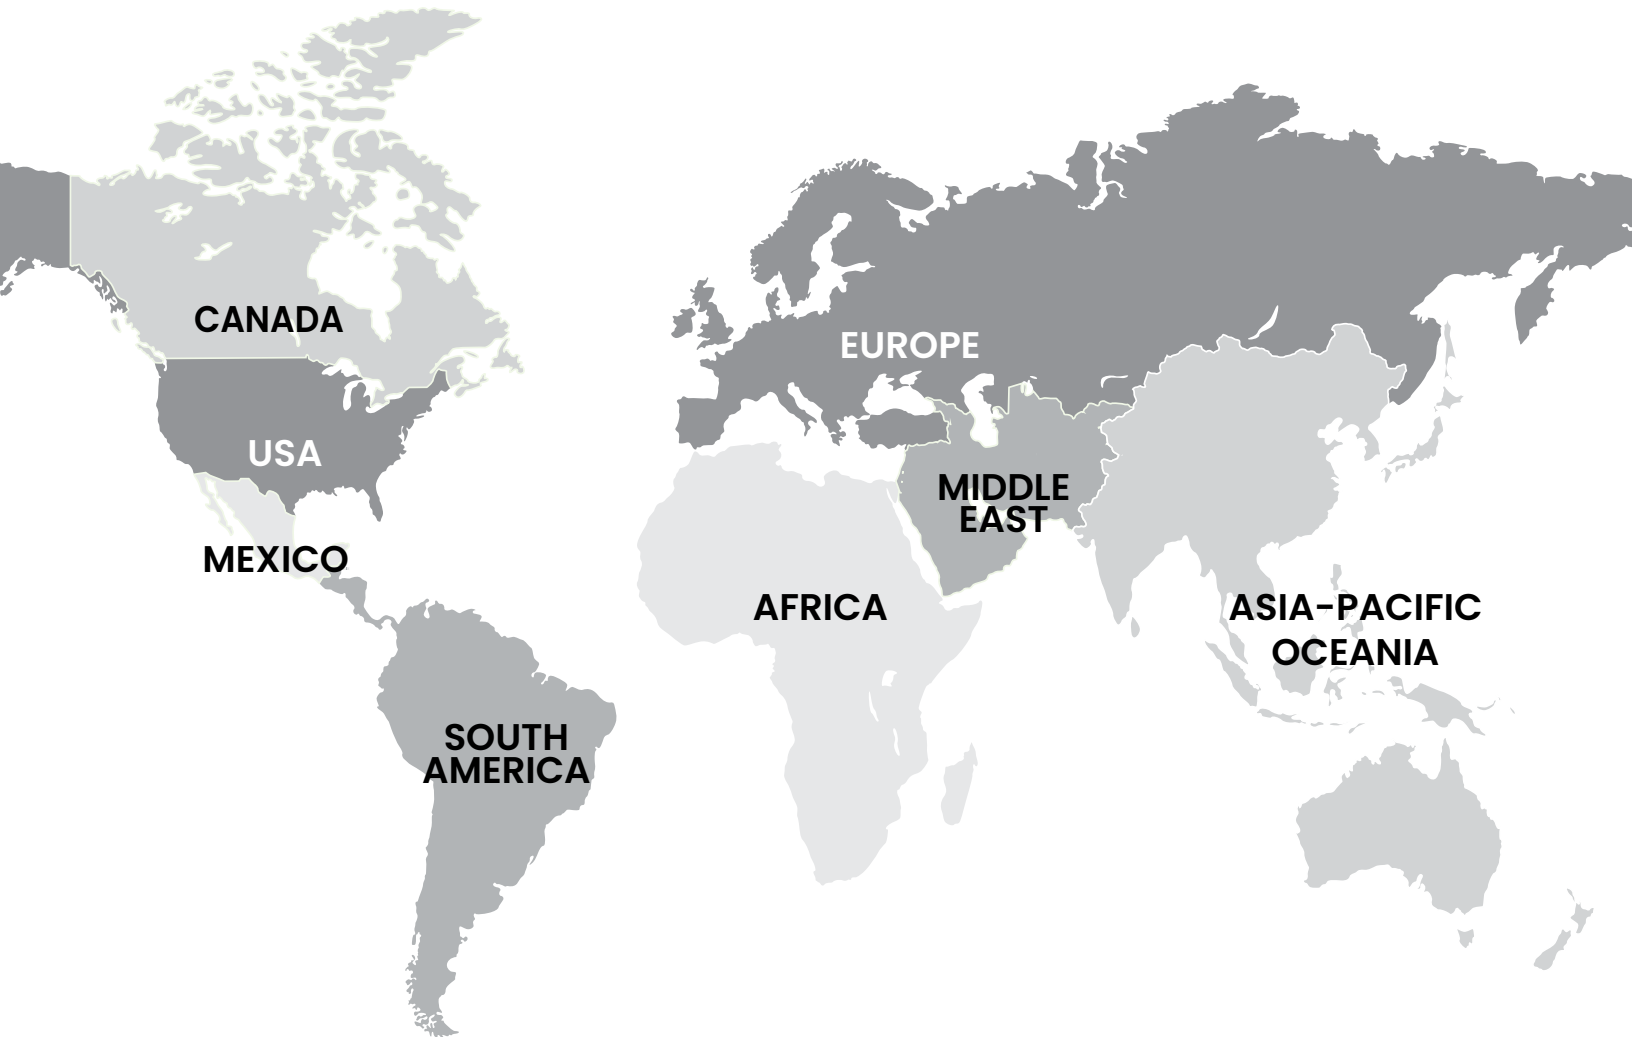 CANADA
EUROPE
USA
MIDDLE
EAST
MEXICO
AFRICA
ASIA-PACIFIC
OCEANIA
SOUTH
AMERICA